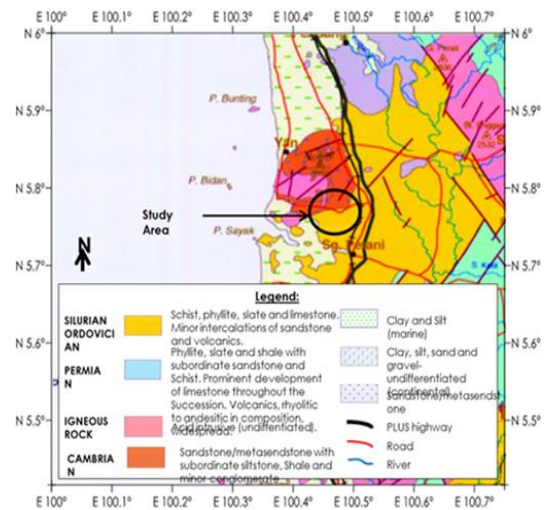 E 100° E 100.2° E 100.3° E 100.4° E 100.5° E 100.6° E 100.7°
N 6° N 6°
G. Perak
N 5.9° N 5.9°
P. Bunting
2532
Yan
N 5.8° N 5.8°
P. Bidan
Study
Area
P. Sayak
Sg. Petani
N
N 5.7° N 5.7°
Legend:
SILURIAN
ORDOVICI
AN
Schist, phyllite, slate and limestone.
Minor intercalations of sandstone
and volcanics.
Clay and Silt
(marine)
PERMIA
N
Phyllite, slate and shale with
subordinate sandstone and
Schist. Prominent development
of limestone throughout the
Succession. Volcanics, rhyolitic
to andesitic in composition,
widespread.
Clay, silt, sand and
gravel-
undifferentiated
(continental)
Sandstone/metasendst
one
IGNEOUS
ROCK
Acid intrusive (undifferentiated).
PLUS highway
CAMBRIA
N
Sandstone/metasendstone with
subordinate siltstone, Shale and
minor conglomerate
Road
River
N 5.6° N 5.6°
N 5.5° N 5.5°
E 100° E 100.2° E 100.3° E 100.4° E 100.5° E 100.6° E 100.7°